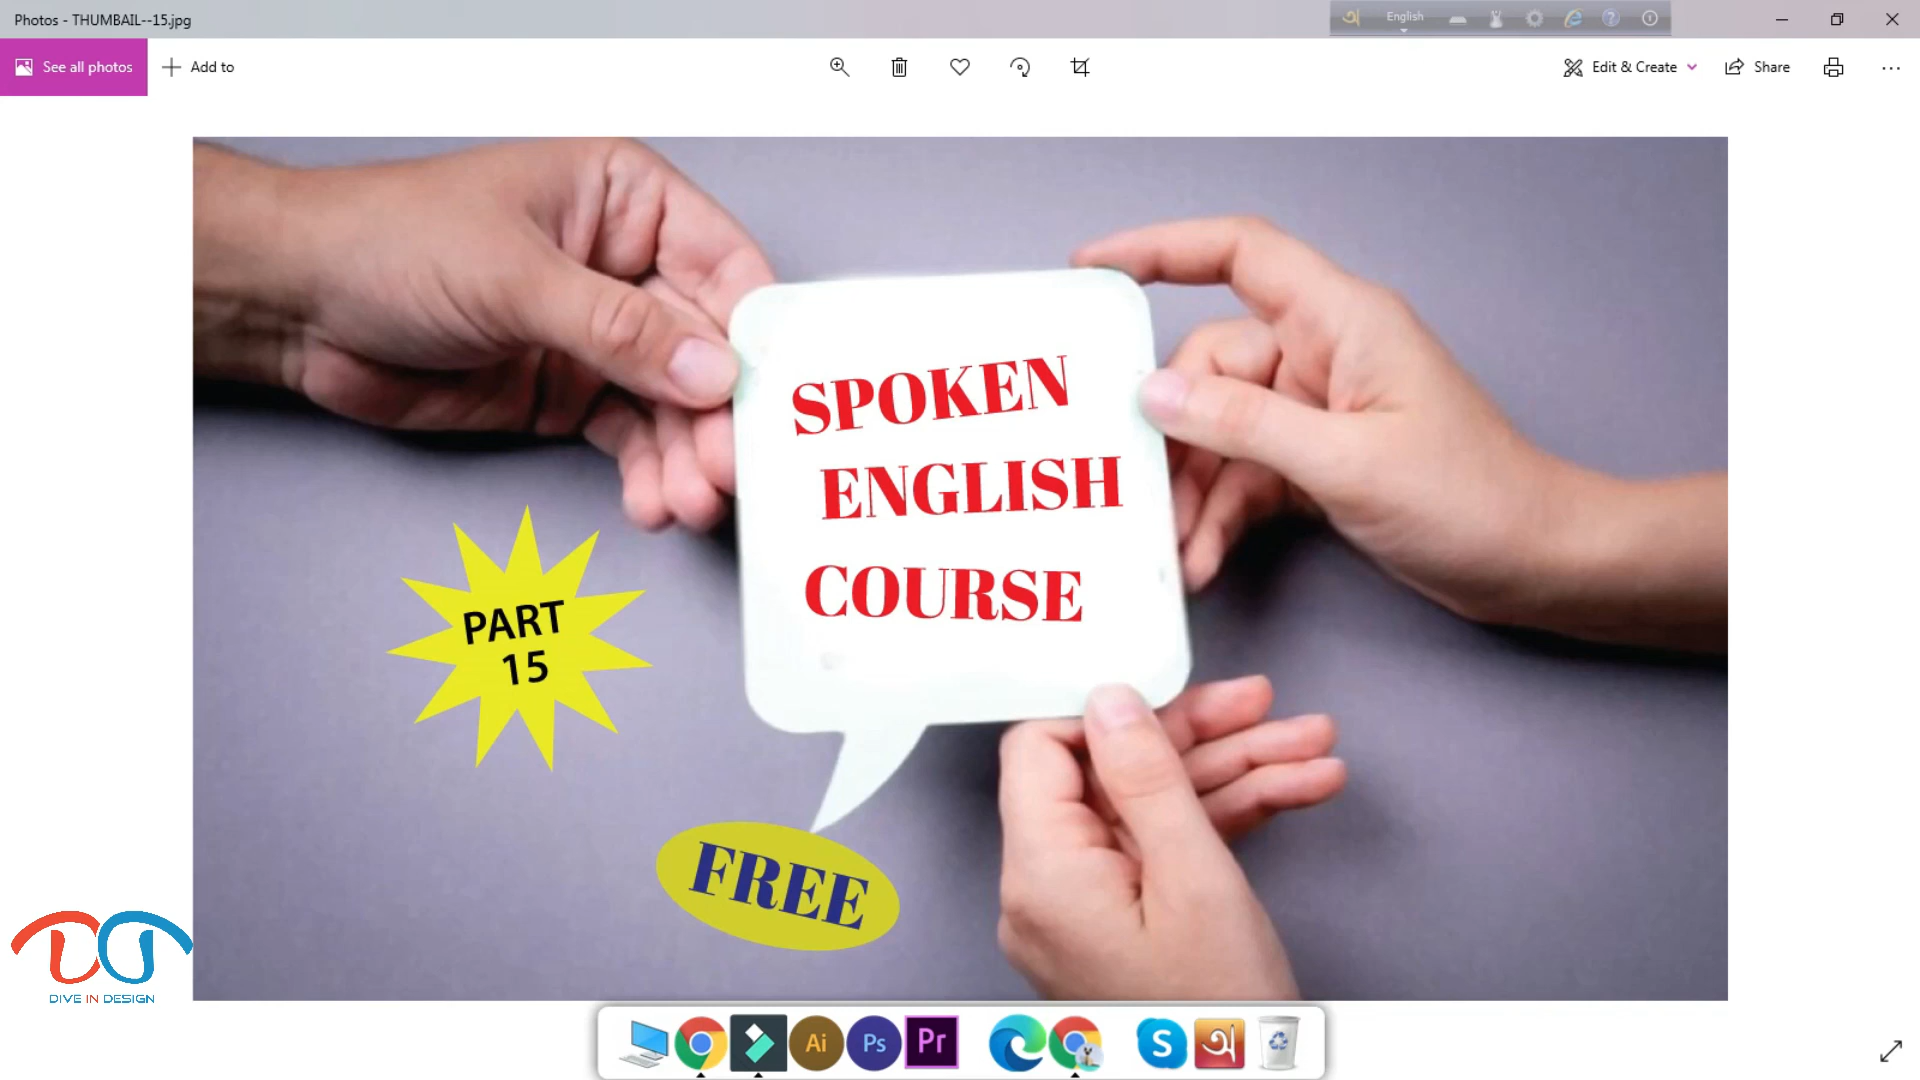 Photos - THUMBAIL--15.jpg
English
See all photos
Add to
Edit & Create
Share
SPOKEN
ENGLISH
COURSE
PART
15
FREE
DIVE IN DESIGN
Ai
Ps
Pr
S
অ